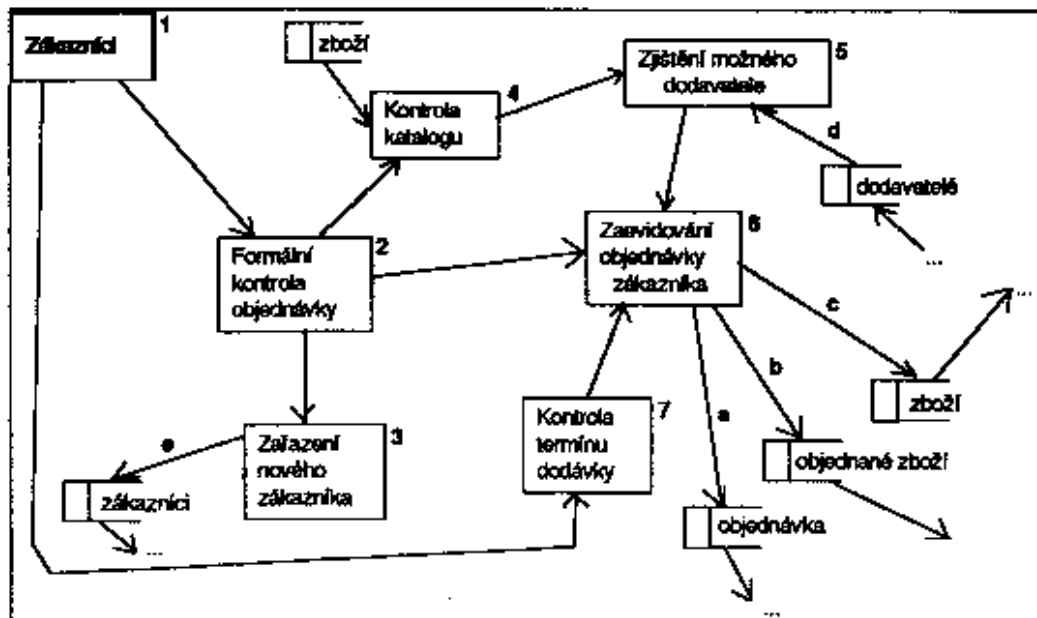 Zákazníci
1
zboží
Kontrola
katalogu
4
Zjištění možného
dodavatele
5
d
dodavatelé
...
Formální
kontrola
objednávky
2
Zaevidování
objednávky
zákazníka
6
c
...
zboží
b
a
Kontrola
termínu
dodávky
7
objednané zboží
Zařazení
nového
zákazníka
3
e
zákazníci
...
objednávka
...